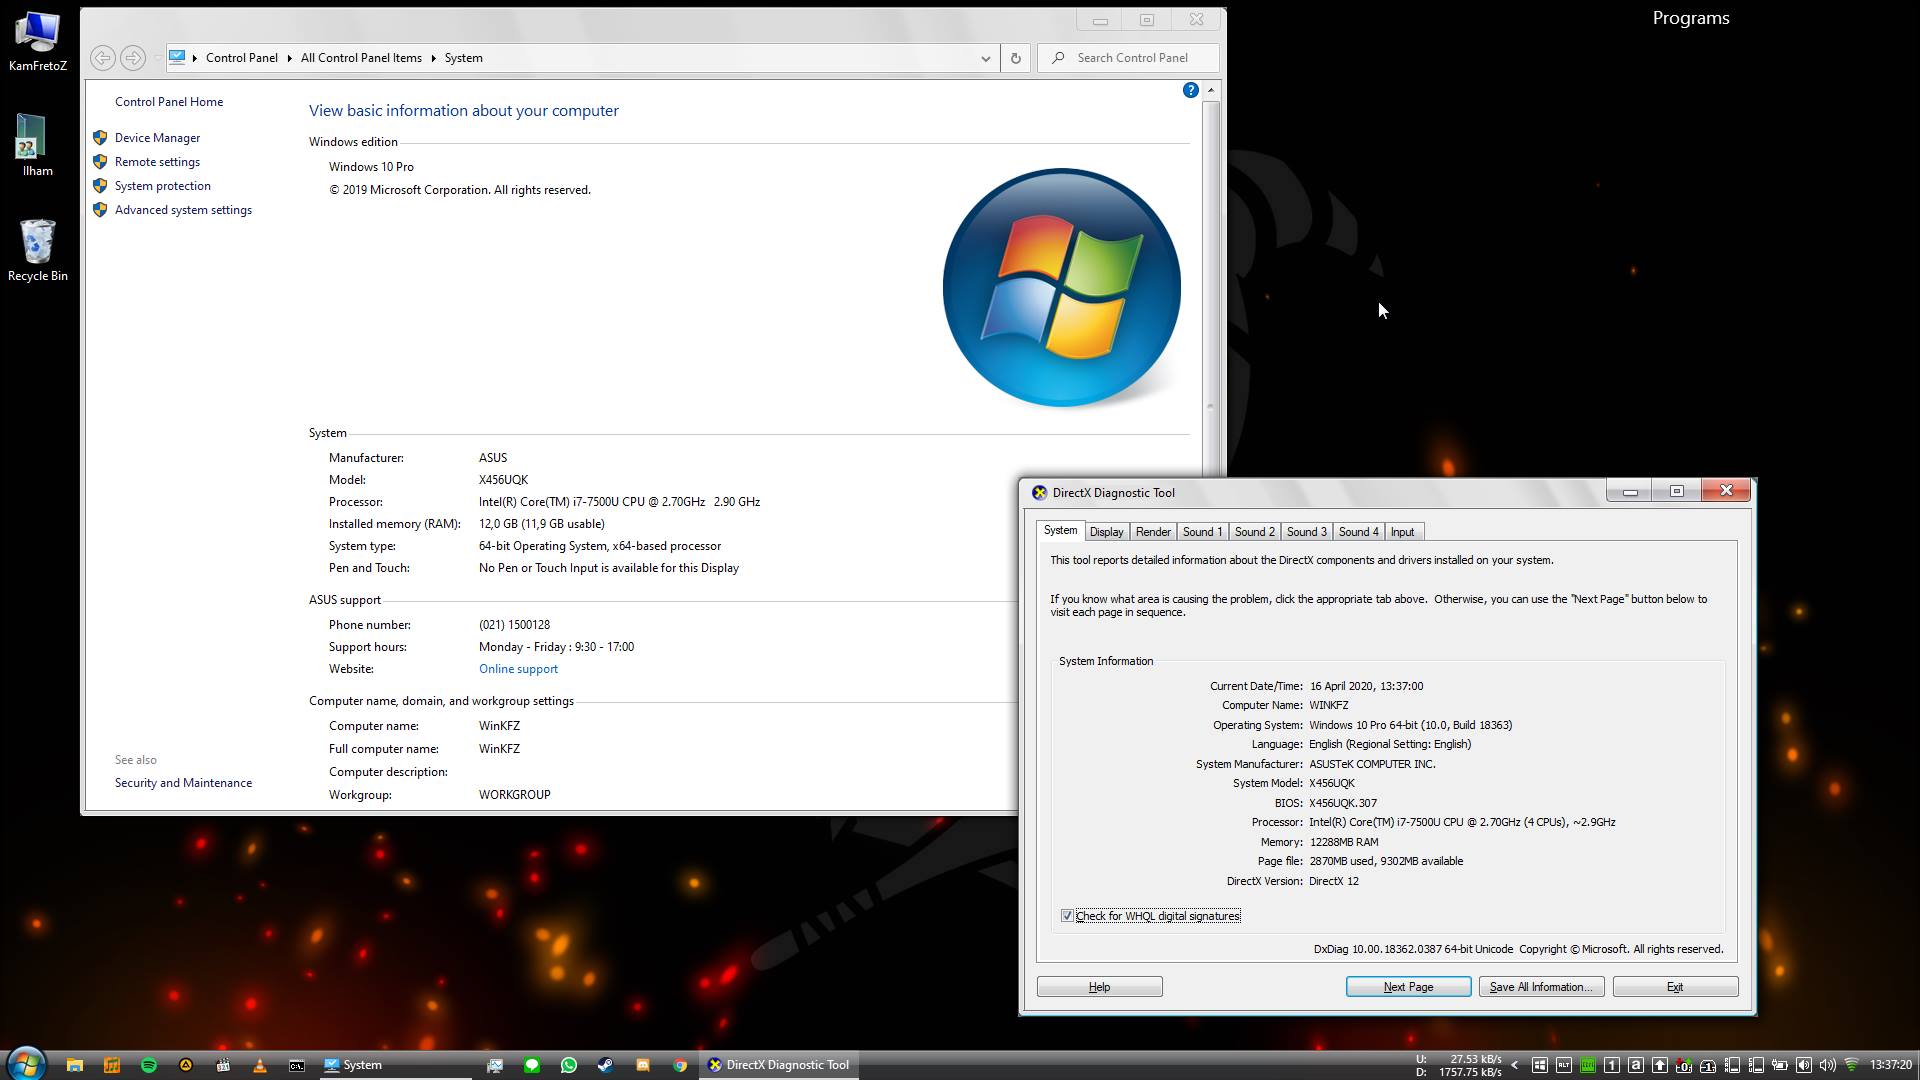 KamFretoZ
Ilham
Recycle Bin
Programs
Control Panel
All Control Panel Items
System
Search Control Panel
Control Panel Home
Device Manager
Remote settings
System protection
Advanced system settings
See also
Security and Maintenance
?
View basic information about your computer
Windows edition
Windows 10 Pro
© 2019 Microsoft Corporation. All rights reserved.
System
Manufacturer: ASUS
Model: X456UQK
Processor: Intel(R) Core(TM) i7-7500U CPU @ 2.70GHz 2.90 GHz
Installed memory (RAM): 12,0 GB (11,9 GB usable)
System type: 64-bit Operating System, x64-based processor
Pen and Touch: No Pen or Touch Input is available for this Display
ASUS support
Phone number: (021) 1500128
Support hours: Monday - Friday : 9:30 - 17:00
Website: Online support
Computer name, domain, and workgroup settings
Computer name: WinKFZ
Full computer name: WinKFZ
Computer description:
Workgroup: WORKGROUP
DirectX Diagnostic Tool
System Display Render Sound 1 Sound 2 Sound 3 Sound 4 Input
This tool reports detailed information about the DirectX components and drivers installed on your system.
If you know what area is causing the problem, click the appropriate tab above. Otherwise, you can use the "Next Page" button below to
visit each page in sequence.
System Information
Current Date/Time: 16 April 2020, 13:37:00
Computer Name: WINKFZ
Operating System: Windows 10 Pro 64-bit (10.0, Build 18363)
Language: English (Regional Setting: English)
System Manufacturer: ASUSTeK COMPUTER INC.
System Model: X456UQK
BIOS: X456UQK.307
Processor: Intel(R) Core(TM) i7-7500U CPU @ 2.70GHz (4 CPUs), ~2.9GHz
Memory: 12288MB RAM
Page file: 2870MB used, 9302MB available
DirectX Version: DirectX 12
Check for WHQL digital signatures
DxDiag 10.00.18362.0387 64-bit Unicode Copyright © Microsoft. All rights reserved.
Help
Next Page
Save All Information...
Exit
System
DirectX Diagnostic Tool
U: 27.53 kB/s
D: 1757.75 kB/s
1
a
13:37:20